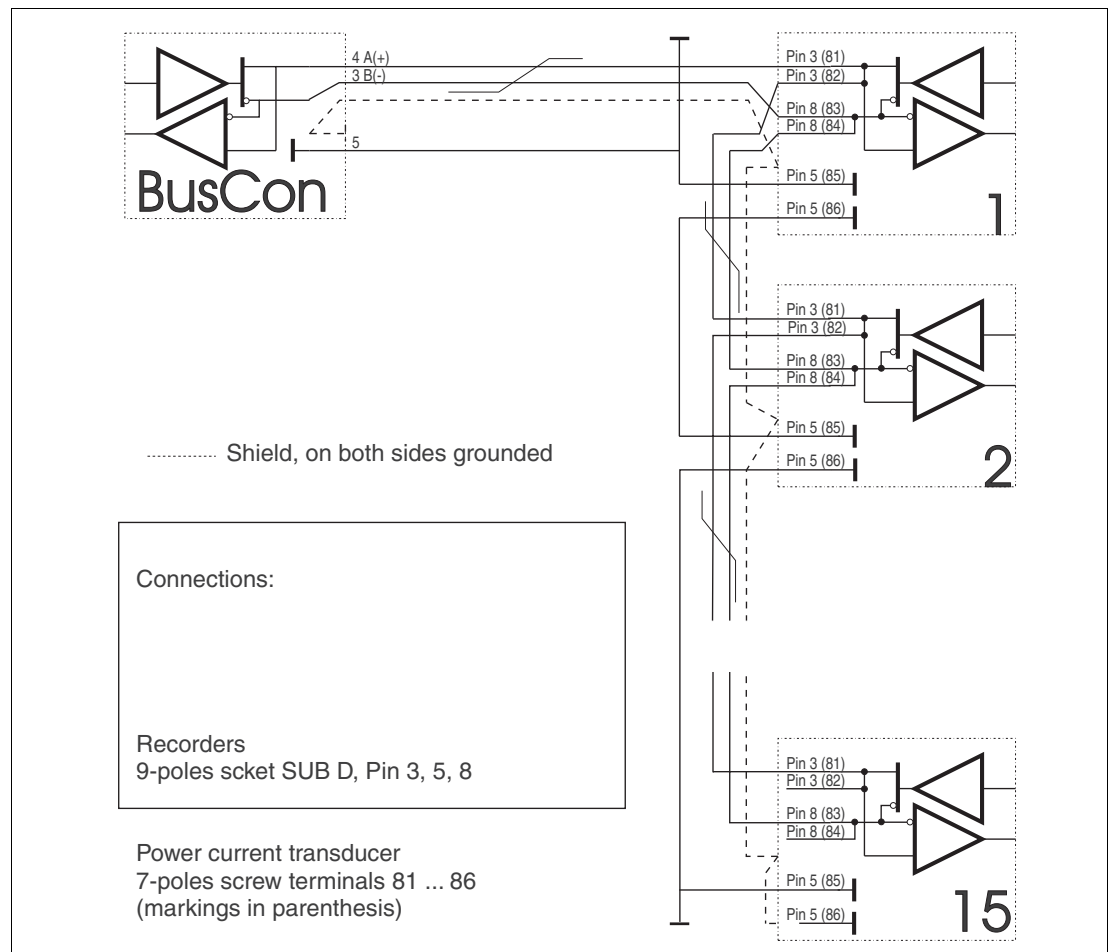 4 A(+)
3 B(-)
5
BusCon
Pin 3 (81)
Pin 3 (82)
Pin 8 (83)
Pin 8 (84)
Pin 5 (85)
Pin 5 (86)
1
Pin 3 (81)
Pin 3 (82)
Pin 8 (83)
Pin 8 (84)
Pin 5 (85)
Pin 5 (86)
2
Shield, on both sides grounded
Connections:
Recorders
9-poles scket SUB D, Pin 3, 5, 8
Power current transducer
7-poles screw terminals 81 ... 86
(markings in parenthesis)
Pin 3 (81)
Pin 3 (82)
Pin 8 (83)
Pin 8 (84)
Pin 5 (85)
Pin 5 (86)
15